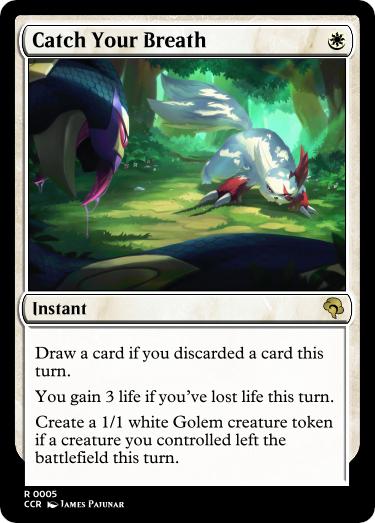 Catch Your Breath
Instant
Draw a card if you discarded a card this
turn.
You gain 3 life if you've lost life this turn.
Create a 1/1 white Golem creature token
if a creature you controlled left the
battlefield this turn.
R 0005
CCR James Pajunar